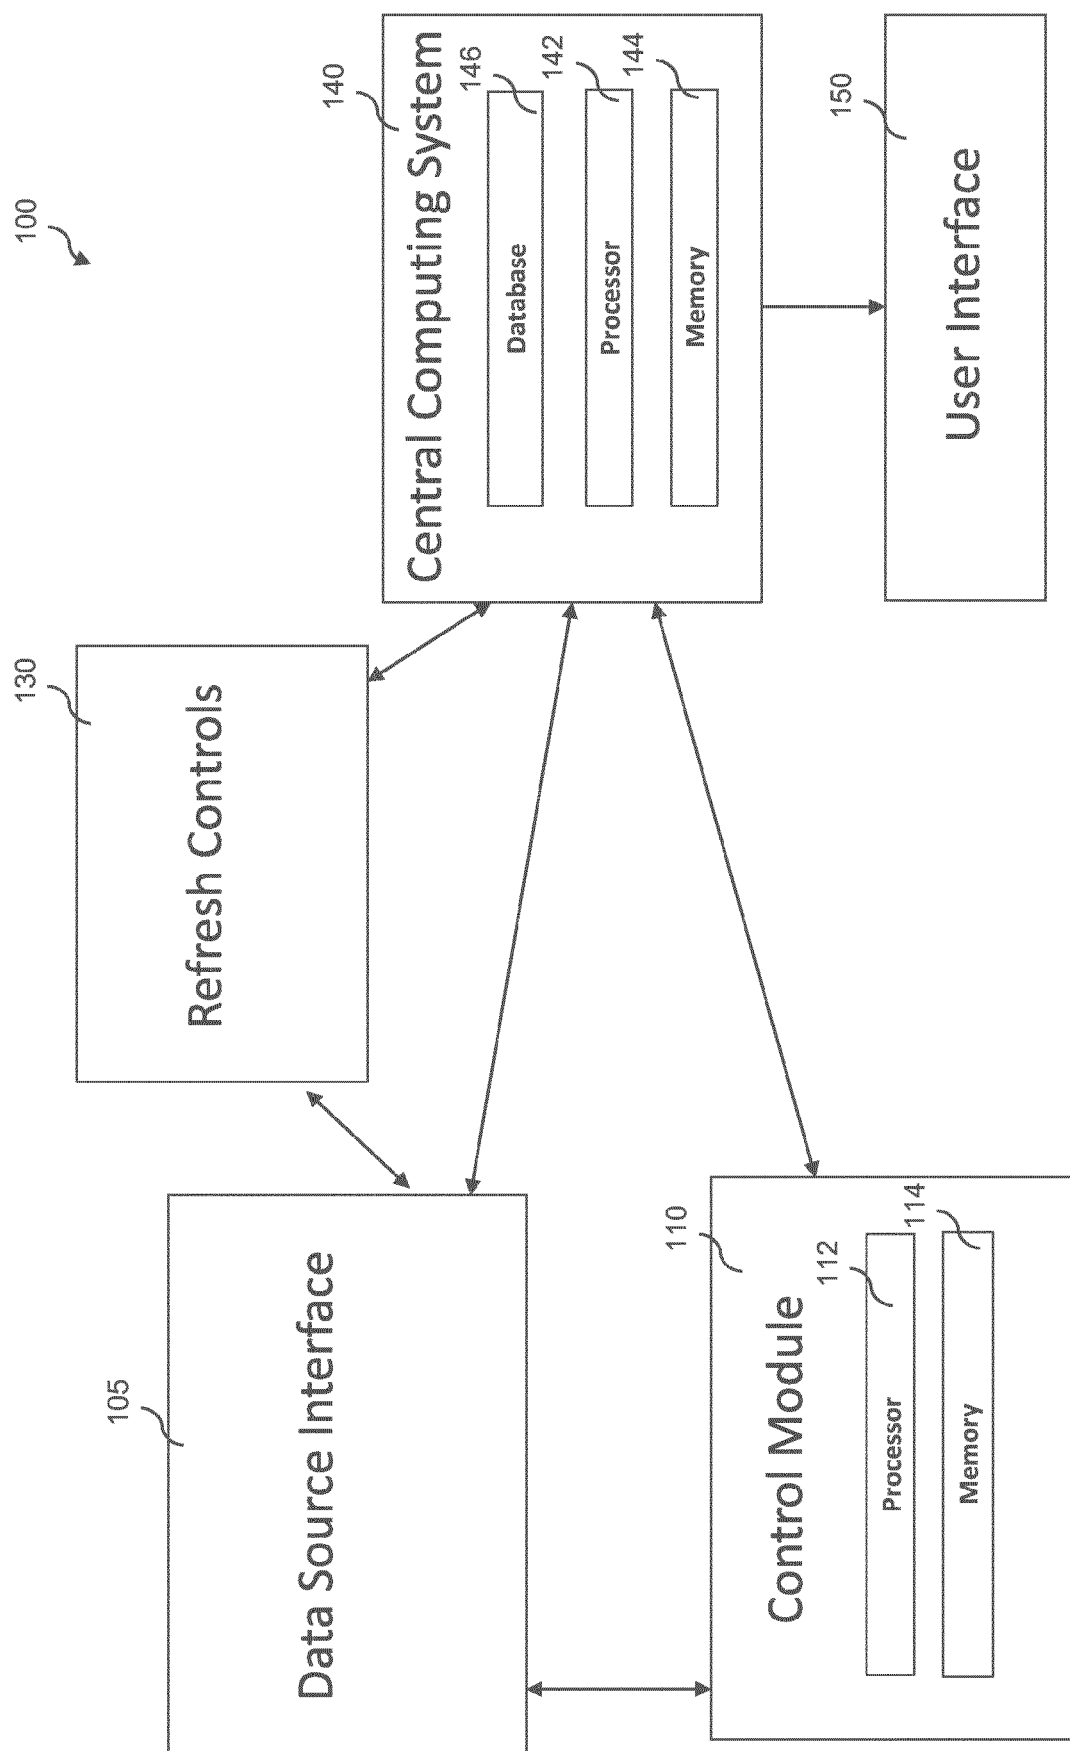 100
105
Data Source Interface
130
Refresh Controls
140
Central Computing System
146
Database
142
Processor
144
Memory
110
Control Module
112
Processor
114
Memory
150
User Interface